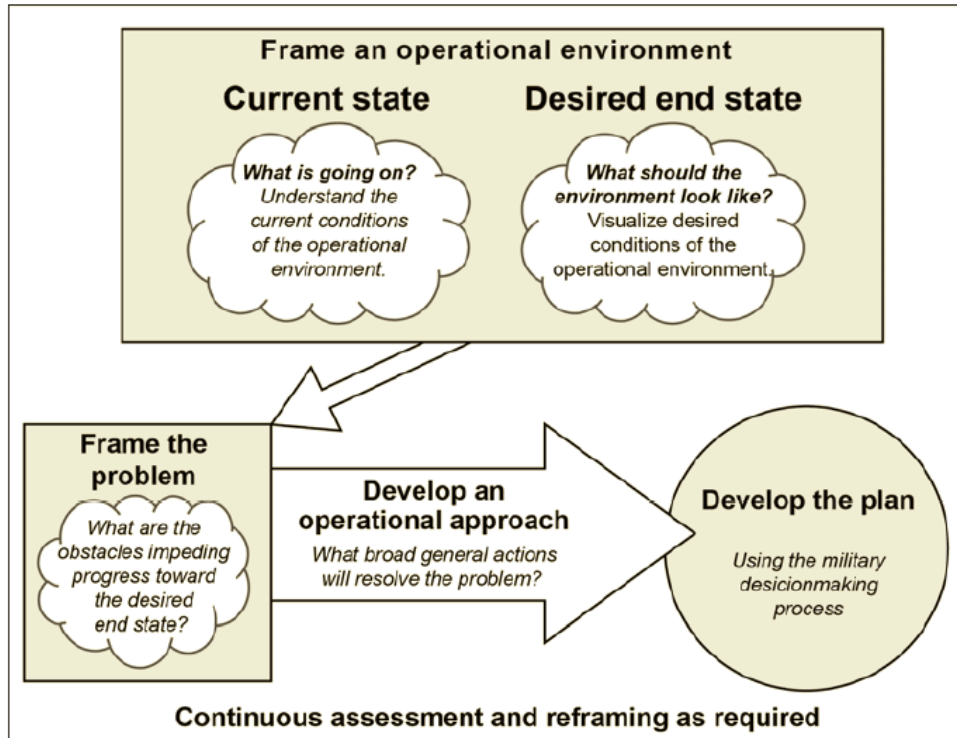 Frame an operational environment
Current state
What is going on?
Understand the
current conditions
of the operational
environment.
Desired end state
What should the
environment look like?
Visualize desired
conditions of the
operational environment.
Frame the
problem
What are the
obstacles impeding
progress toward
the desired
end state?
Develop an
operational approach
What broad general actions
will resolve the problem?
Develop the plan
Using the military
desicionmaking
process
Continuous assessment and reframing as required